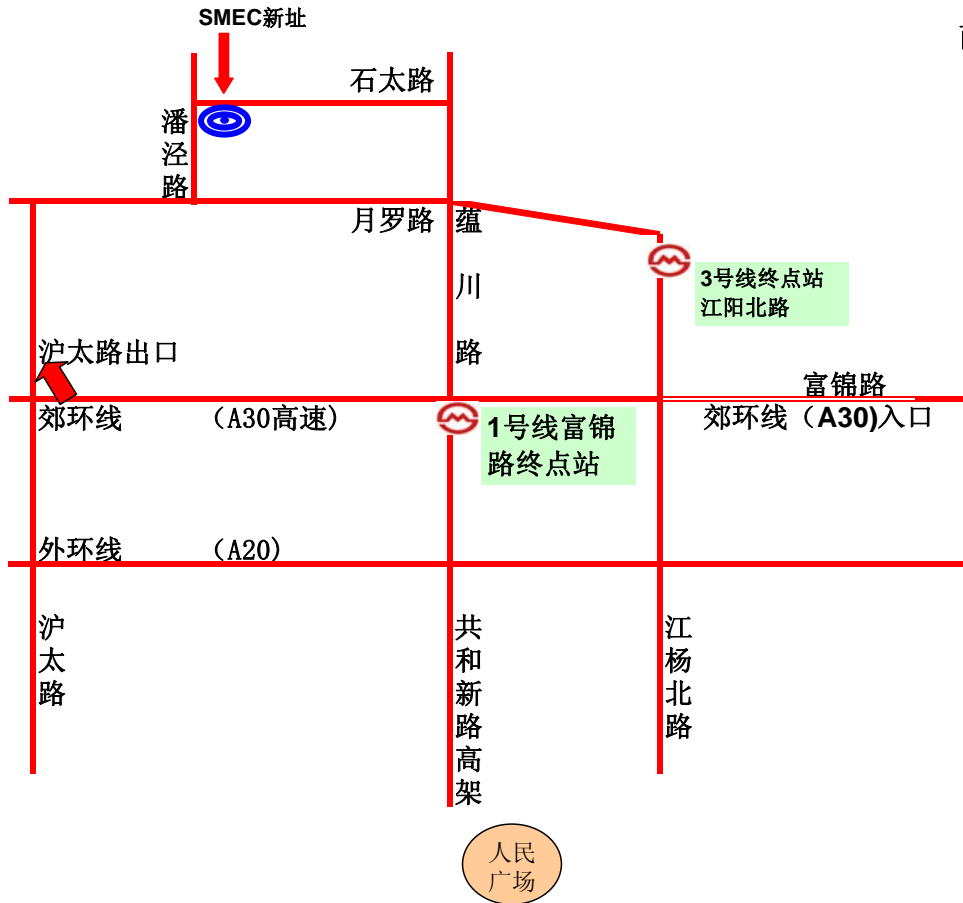 SMEC新址
石太路
潘泾路
月罗路
蕴川路
3号线终点站
江阳北路
沪太路出口
富锦路
郊环线 （A30高速）
郊环线（A30)入口
1号线富锦
路终点站
外环线 （A20）
沪太路
共和新路高架
江杨北路
人民
广场